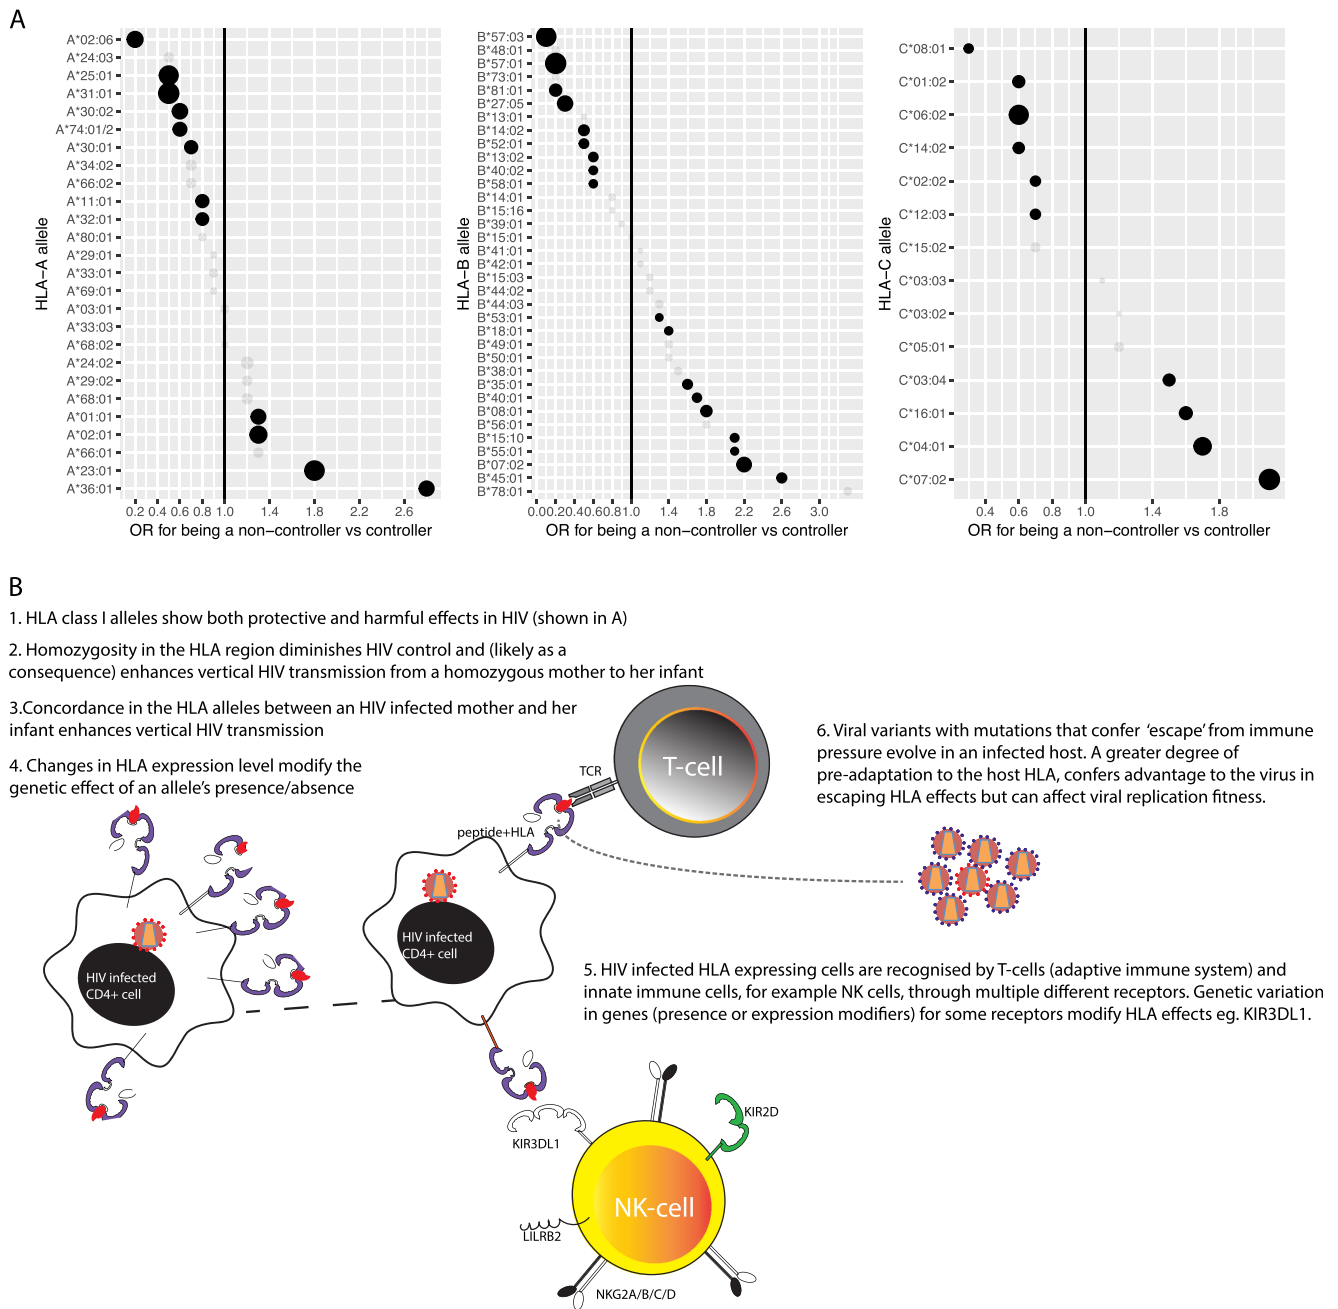 A
HLA−A allele
A*02:06
A*24:03
A*25:01
A*31:01
A*30:02
A*74:01/2
A*30:01
A*34:02
A*66:02
A*11:01
A*32:01
A*80:01
A*29:01
A*33:01
A*69:01
A*03:01
A*33:03
A*68:02
A*24:02
A*29:02
A*68:01
A*01:01
A*02:01
A*66:01
A*23:01
A*36:01
0.2 0.4 0.6 0.8 1.0 1.4 1.8 2.2 2.6
OR for being a non−controller vs controller
HLA−B allele
B*57:03
B*48:01
B*57:01
B*73:01
B*81:01
B*27:05
B*13:01
B*14:02
B*52:01
B*13:02
B*40:02
B*58:01
B*14:01
B*15:16
B*39:01
B*15:01
B*41:01
B*42:01
B*15:03
B*44:02
B*44:03
B*53:01
B*18:01
B*49:01
B*50:01
B*38:01
B*35:01
B*40:01
B*08:01
B*56:01
B*15:10
B*55:01
B*07:02
B*45:01
B*78:01
0.00 0.20 0.40 0.60 0.8 1.0 1.4 1.8 2.2 2.6 3.0
OR for being a non−controller vs controller
HLA−C allele
C*08:01
C*01:02
C*06:02
C*14:02
C*02:02
C*12:03
C*15:02
C*03:03
C*03:02
C*05:01
C*03:04
C*16:01
C*04:01
C*07:02
0.4 0.6 0.8 1.0 1.4 1.8
OR for being a non−controller vs controller
B
1. HLA class I alleles show both protective and harmful effects in HIV (shown in A)
2. Homozygosity in the HLA region diminishes HIV control and (likely as a
consequence) enhances vertical HIV transmission from a homozygous mother to her infant
3.Concordance in the HLA alleles between an HIV infected mother and her
infant enhances vertical HIV transmission
4. Changes in HLA expression level modify the
genetic effect of an allele's presence/absence
TCR
T-cell
peptide+HLA
6. Viral variants with mutations that confer 'escape' from immune
pressure evolve in an infected host. A greater degree of
pre-adaptation to the host HLA, confers advantage to the virus in
escaping HLA effects but can affect viral replication fitness.
HIV infected
CD4+ cell
HIV infected
CD4+ cell
5. HIV infected HLA expressing cells are recognised by T-cells (adaptive immune system) and
innate immune cells, for example NK cells, through multiple different receptors. Genetic variation
in genes (presence or expression modifiers) for some receptors modify HLA effects eg. KIR3DL1.
KIR3DL1
KIR2D
NK-cell
LILRB2
NKG2A/B/C/D